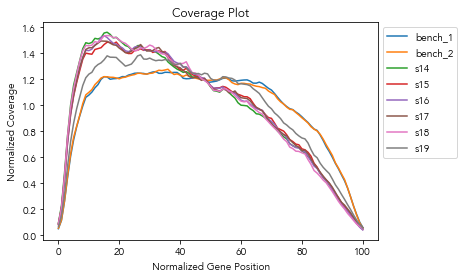 Coverage Plot
Normalized Coverage
1.6
1.4
1.2
1.0
0.8
0.6
0.4
0.2
0.0
0
20
40
60
80
100
Normalized Gene Position
bench_1
bench_2
s14
s15
s16
s17
s18
s19